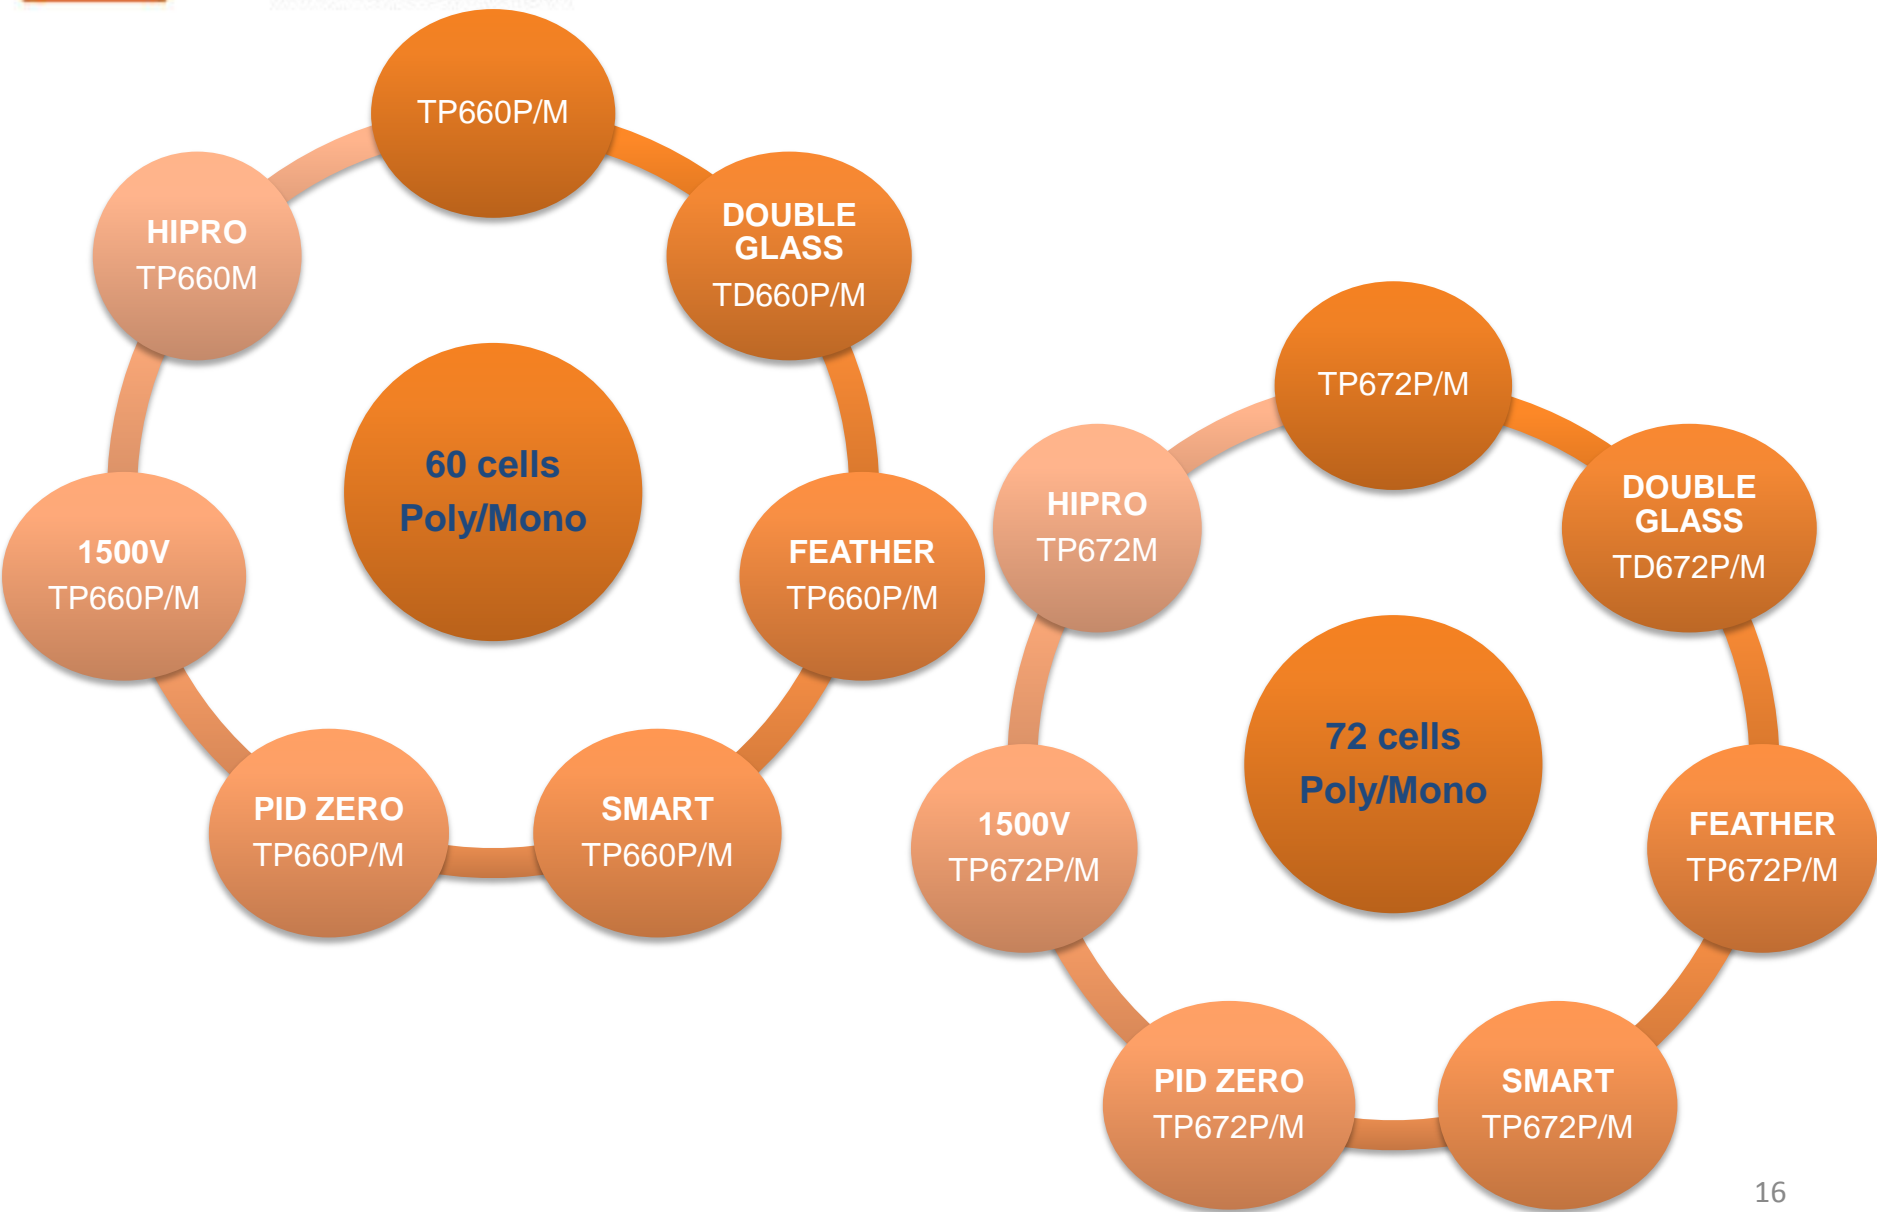 TP660P/M
DOUBLE
GLASS
TD660P/M
FEATHER
TP660P/M
SMART
TP660P/M
PID ZERO
TP660P/M
1500V
TP660P/M
HIPRO
TP660M
60 cells
Poly/Mono
TP672P/M
DOUBLE
GLASS
TD672P/M
FEATHER
TP672P/M
SMART
TP672P/M
PID ZERO
TP672P/M
1500V
TP672P/M
HIPRO
TP672M
72 cells
Poly/Mono
16